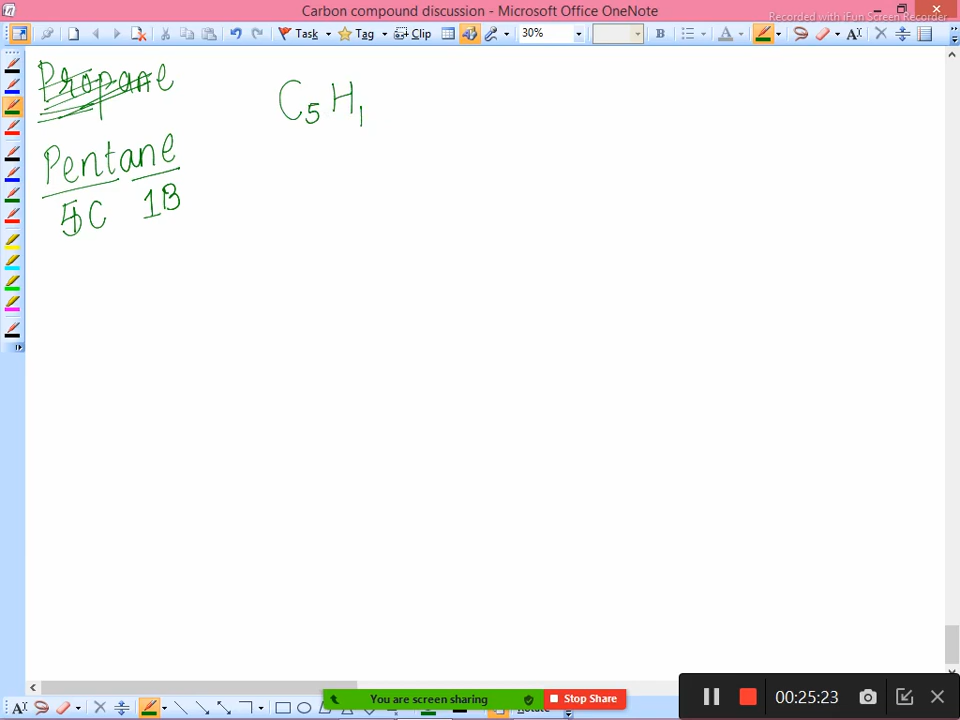 Carbon compound discussion - Microsoft Office OneNote
Recorded with iFun Screen Recorder
Task
Tag
Clip
30%
B
A
Propane
C5H1
Pentane
5C 1B
You are screen sharing
Stop Share
00:25:23